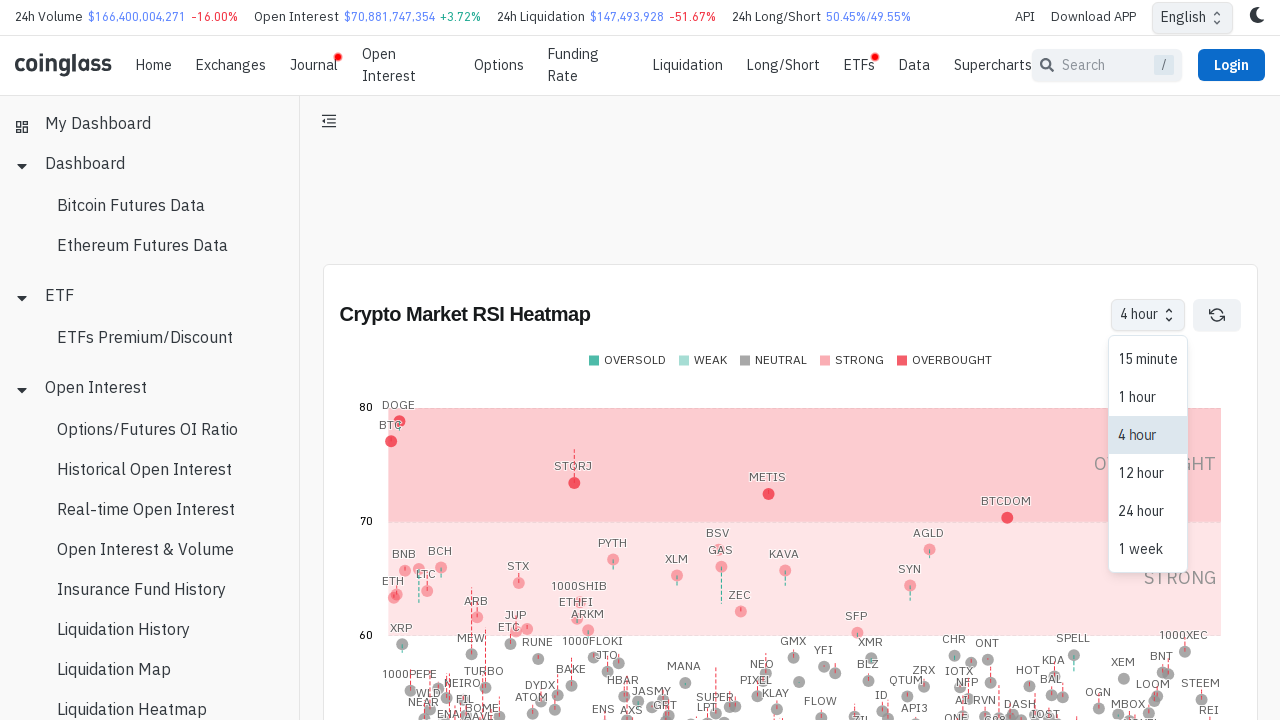 24h Volume $166,400,004,271 -16.00% Open Interest $70,881,747,354 +3.72% 24h Liquidation $147,493,928 -51.67% 24h Long/Short 50.45%/49.55% API Download APP English
coinglass Home Exchanges Journal Open Interest Options Funding Rate Liquidation Long/Short ETFs Data Supercharts Search / Login
My Dashboard
Dashboard
Bitcoin Futures Data
Ethereum Futures Data
ETF
ETFs Premium/Discount
Open Interest
Options/Futures OI Ratio
Historical Open Interest
Real-time Open Interest
Open Interest & Volume
Insurance Fund History
Liquidation History
Liquidation Map
Liquidation Heatmap
Crypto Market RSI Heatmap
4 hour
15 minute
1 hour
4 hour
12 hour
24 hour
1 week
OVERSOLD WEAK NEUTRAL STRONG OVERBOUGHT
80
DOGE
BTC
STORJ
METIS
BTCDOM
70
BSV
AGLD
PYTH
GAS
BNB
BCH
XLM
KAVA
STX
LTC
SYN
ETH
1000SHIB
ZEC
ARB
ETHFI
STRONG
JUP
ARKM
SFP
ETC
XRP
60
MEW
RUNE
1000FLOKI
GMX
XMR
CHR
ONT
SPELL
1000XEC
JTO
YFI
1000PEPE
TURBO
BAKE
MANA
NEO
BLZ
ZRX
IOTX
HOT
KDA
XEM
BNT
NEIRO
DYDX
HBAR
PIXEL
QTUM
NFP
BAL
LOOM
STEEM
WLD
FIL
ATOM
JASMY
SUPER
KLAY
ID
OGN
NEAR
BOME
ENS
AXS
GRT
LPT
FLOW
API3
RVN
DASH
MBOX
REI
ENA
AAVE
ONE
IOST